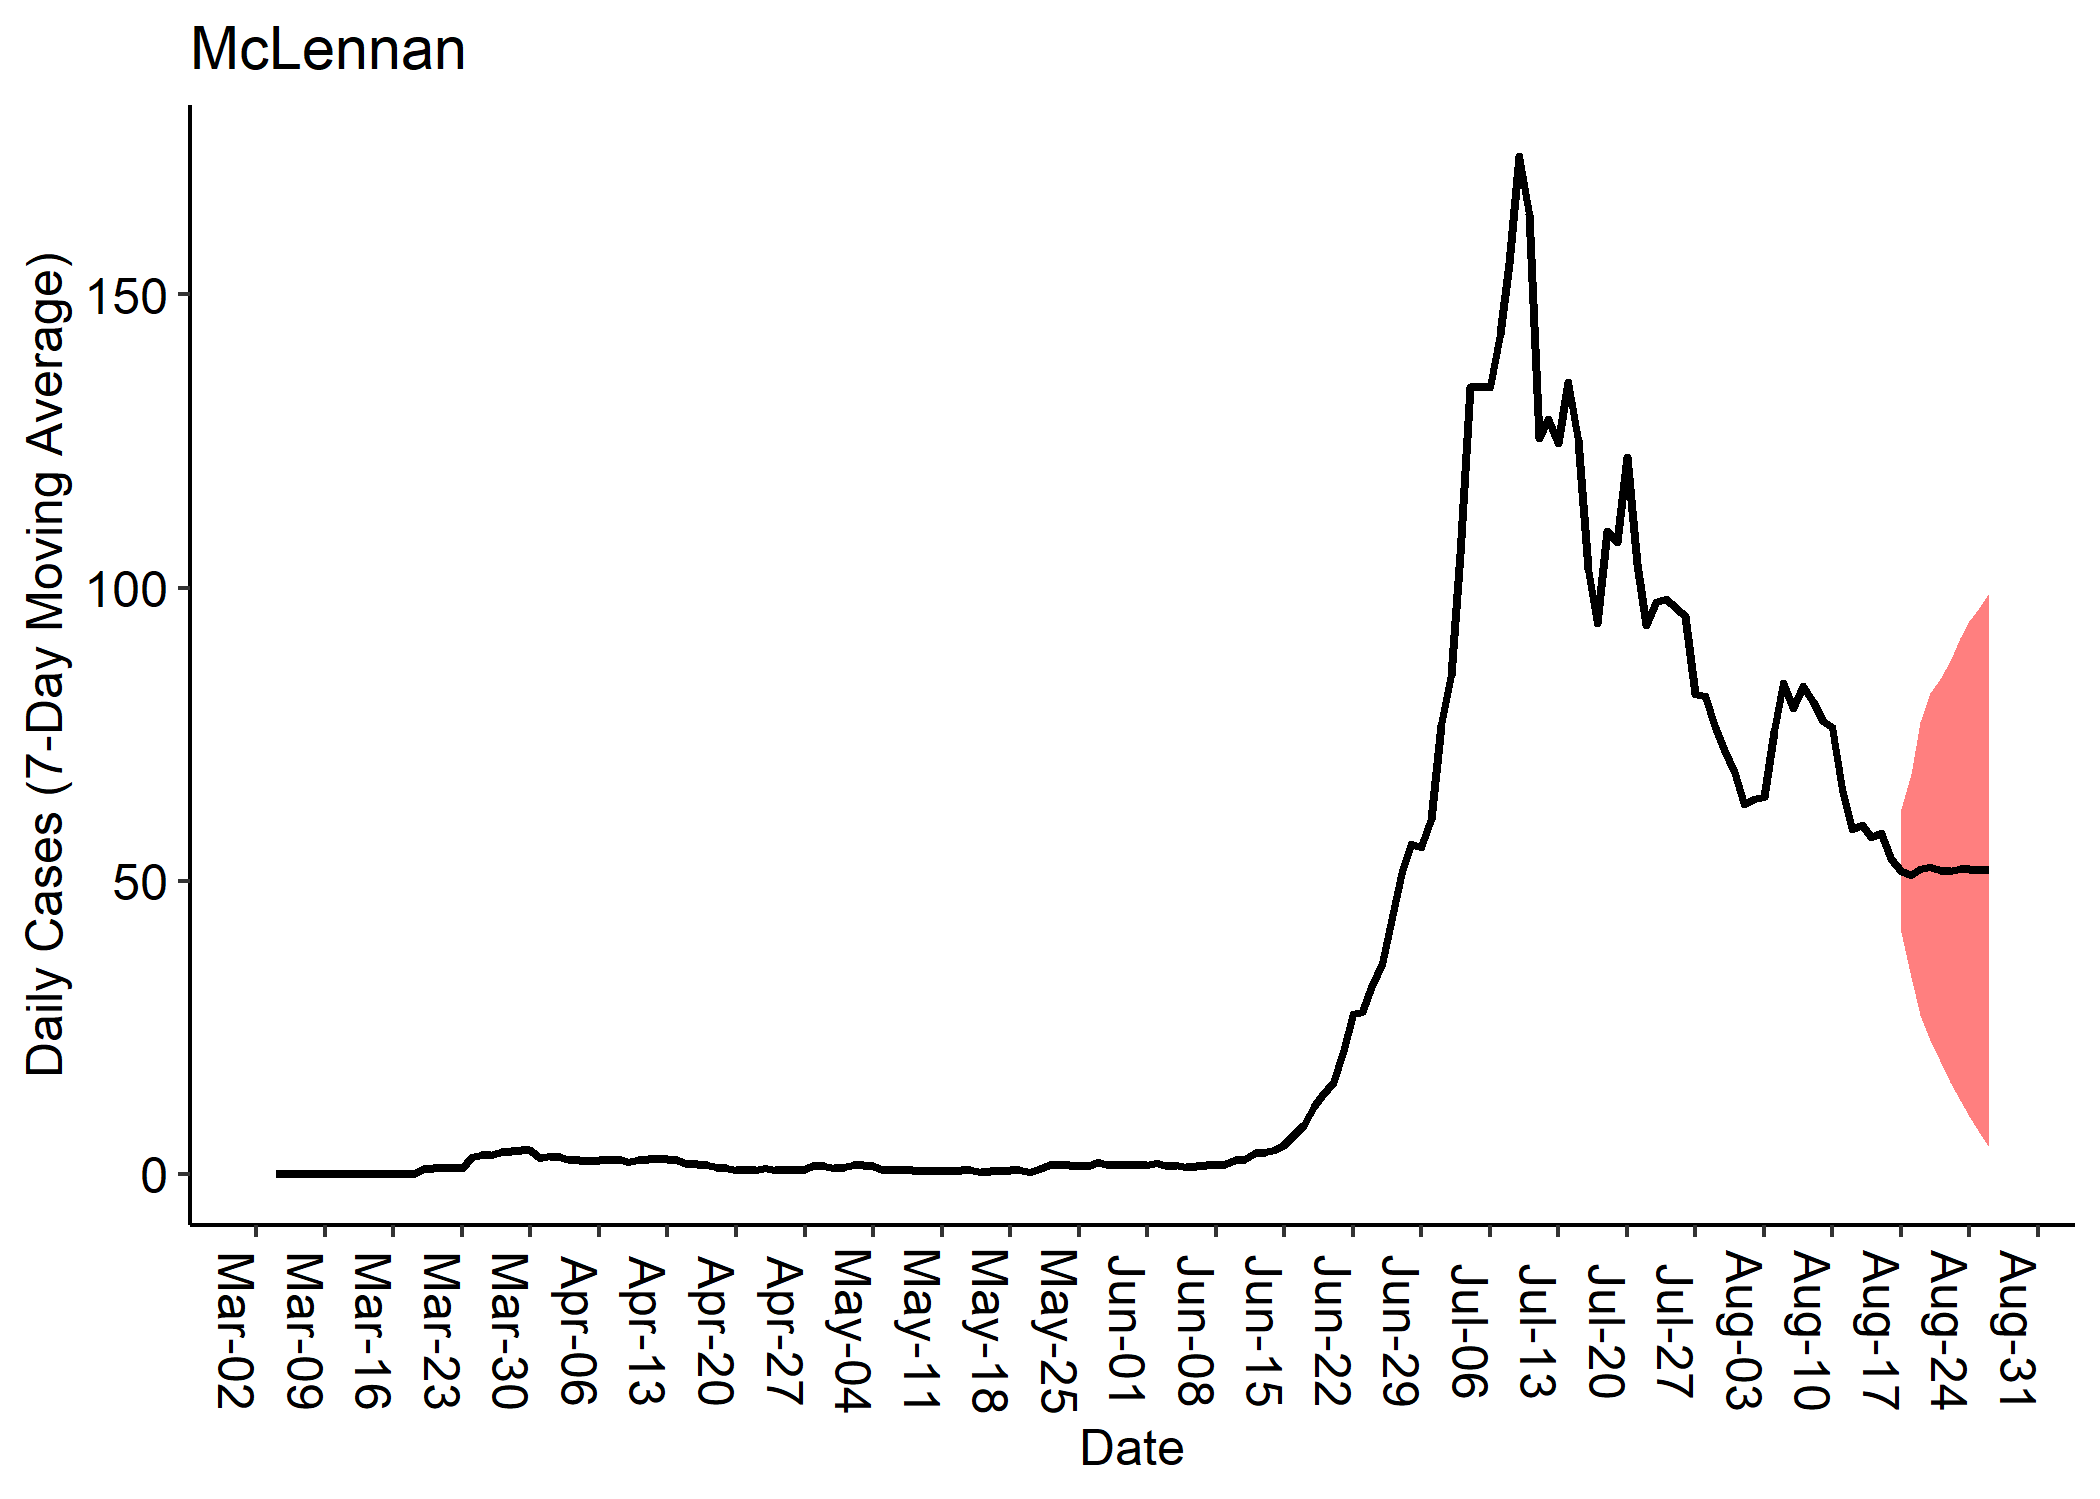 McLennan
Daily Cases (7-Day Moving Average)
150
100
50
0
Mar-02
Mar-09
Mar-16
Mar-23
Mar-30
Apr-06
Apr-13
Apr-20
Apr-27
May-04
May-11
May-18
May-25
Jun-01
Jun-08
Jun-15
Jun-22
Jun-29
Jul-06
Jul-13
Jul-20
Jul-27
Aug-03
Aug-10
Aug-17
Aug-24
Aug-31
Date